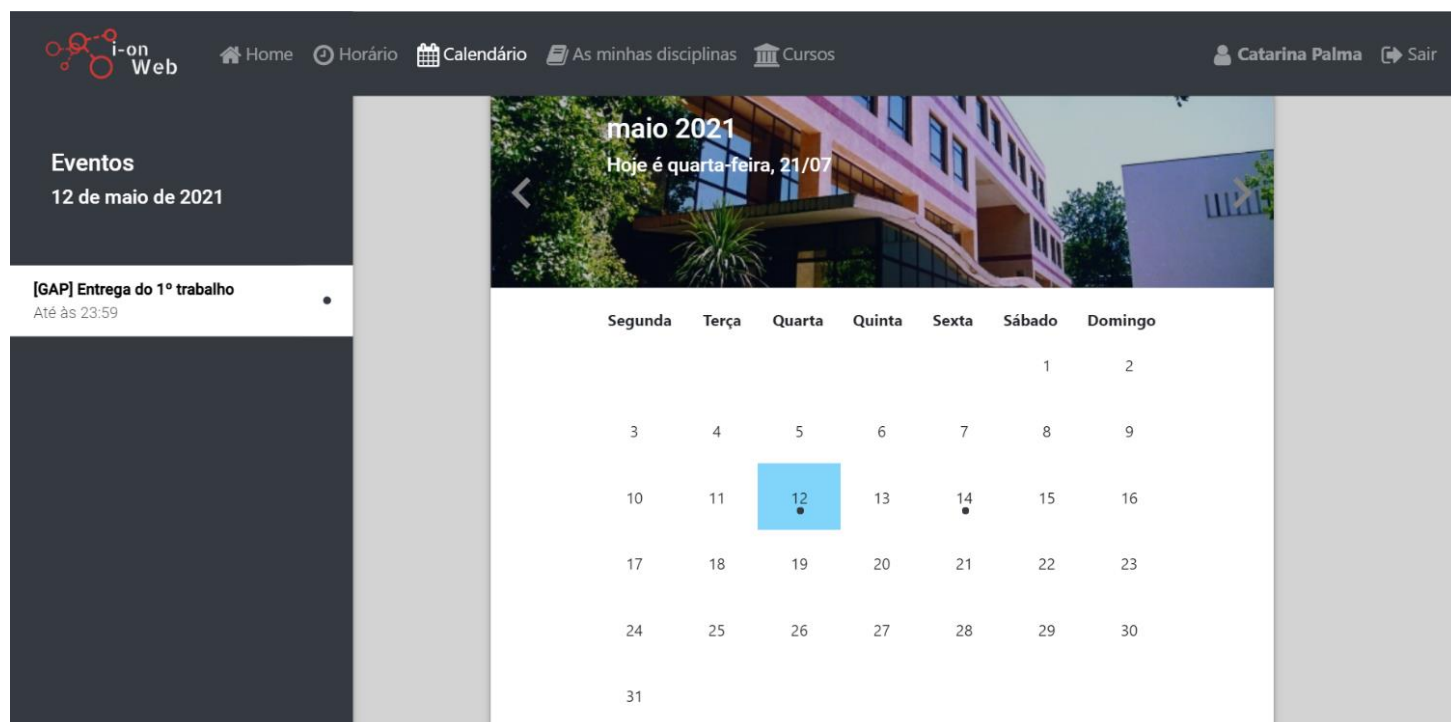 i-on
Web
Home
Horário
Calendário
As minhas disciplinas
Cursos
Catarina Palma
Sair
Eventos
12 de maio de 2021
[GAP] Entrega do 1º trabalho
Até às 23:59
maio 2021
Hoje é quarta-feira, 21/07
Segunda Terça Quarta Quinta Sexta Sábado Domingo
1 2
3 4 5 6 7 8 9
10 11 12 13 14 15 16
17 18 19 20 21 22 23
24 25 26 27 28 29 30
31